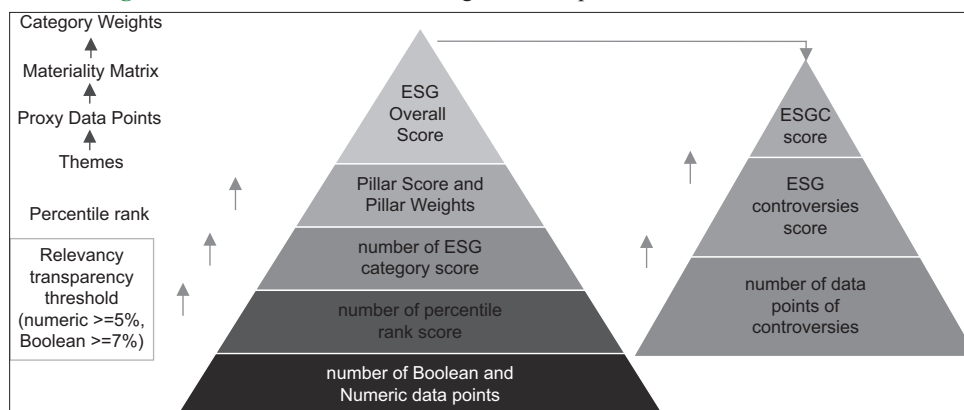 Category Weights
Materiality Matrix
Proxy Data Points
Themes
Percentile rank
Relevancy
transparency
threshold
(numeric >=5%,
Boolean >=7%)
ESG
Overall
Score
Pillar Score and
Pillar Weights
number of ESG
category score
number of percentile
rank score
number of Boolean and
Numeric data points
ESGC
score
ESG
controversies
score
number of data
points of
controversies